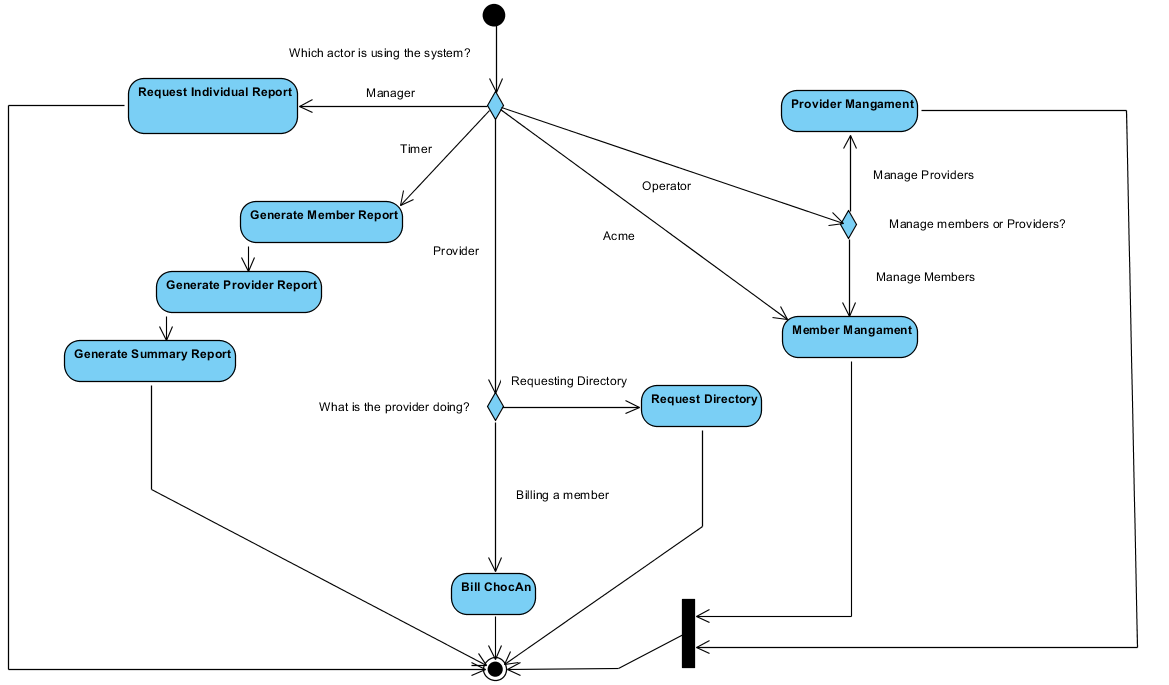 Which actor is using the system?
Request Individual Report
Manager
Provider Mangament
Timer
Manage Providers
Operator
Generate Member Report
Manage members or Providers?
Acme
Provider
Manage Members
Generate Provider Report
Member Mangament
Generate Summary Report
Requesting Directory
What is the provider doing?
Request Directory
Billing a member
Bill ChocAn